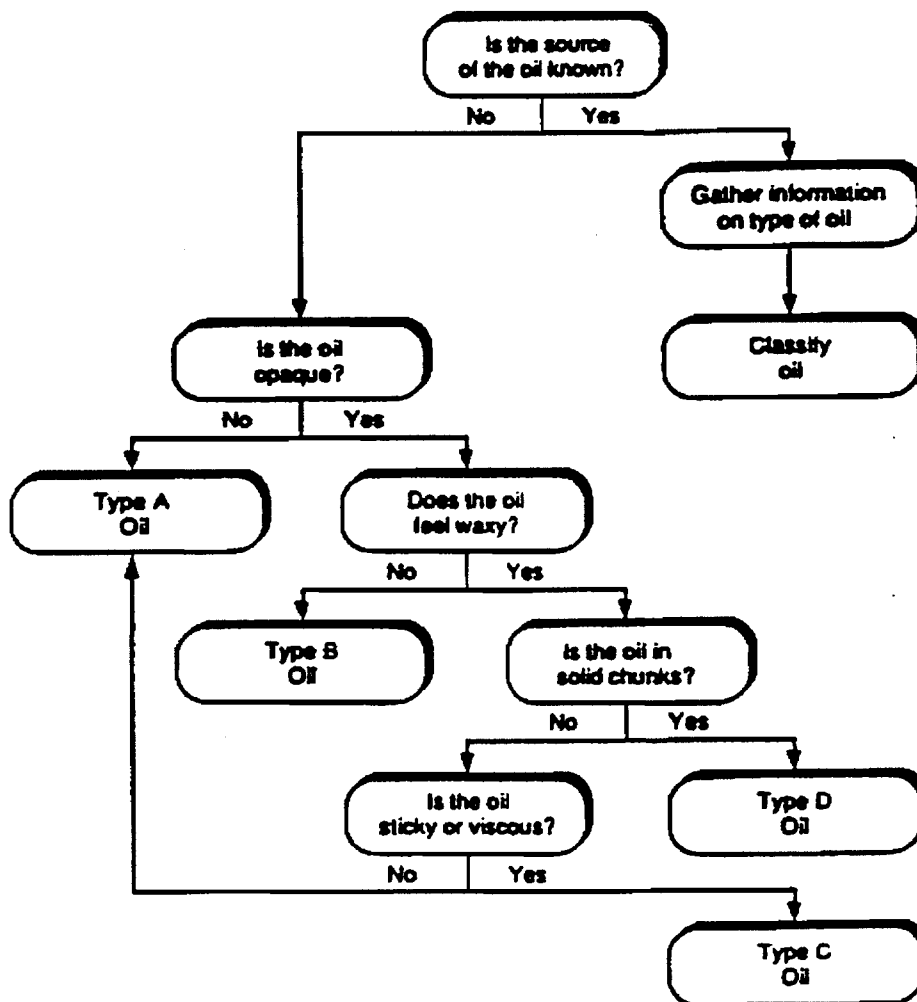 Is the source
of the oil known?
No Yes
Gather information
on type of oil
Is the oil
opaque?
Classify
oil
No Yes
Type A
Oil
Does the oil
feel waxy?
No Yes
Type B
Oil
Is the oil in
solid chunks?
No Yes
Is the oil
sticky or viscous?
Type D
Oil
No Yes
Type C
Oil